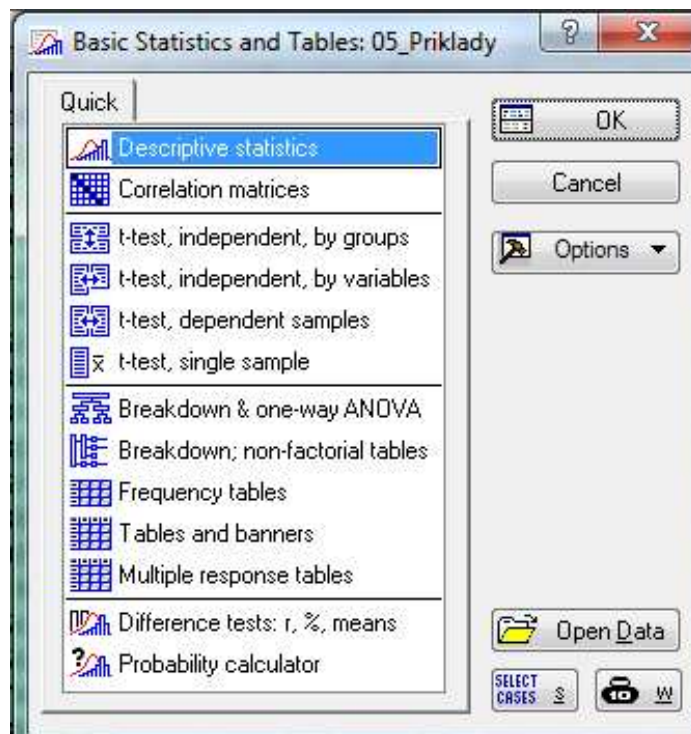 Basic Statistics and Tables: 05_Priklady
Quick
Descriptive statistics
Correlation matrices
t-test, independent, by groups
t-test, independent, by variables
t-test, dependent samples
t-test, single sample
Breakdown & one-way ANOVA
Breakdown; non-factorial tables
Frequency tables
Tables and banners
Multiple response tables
Difference tests: r, %, means
Probability calculator
OK
Cancel
Options
Open Data
SELECT
CASES S
W